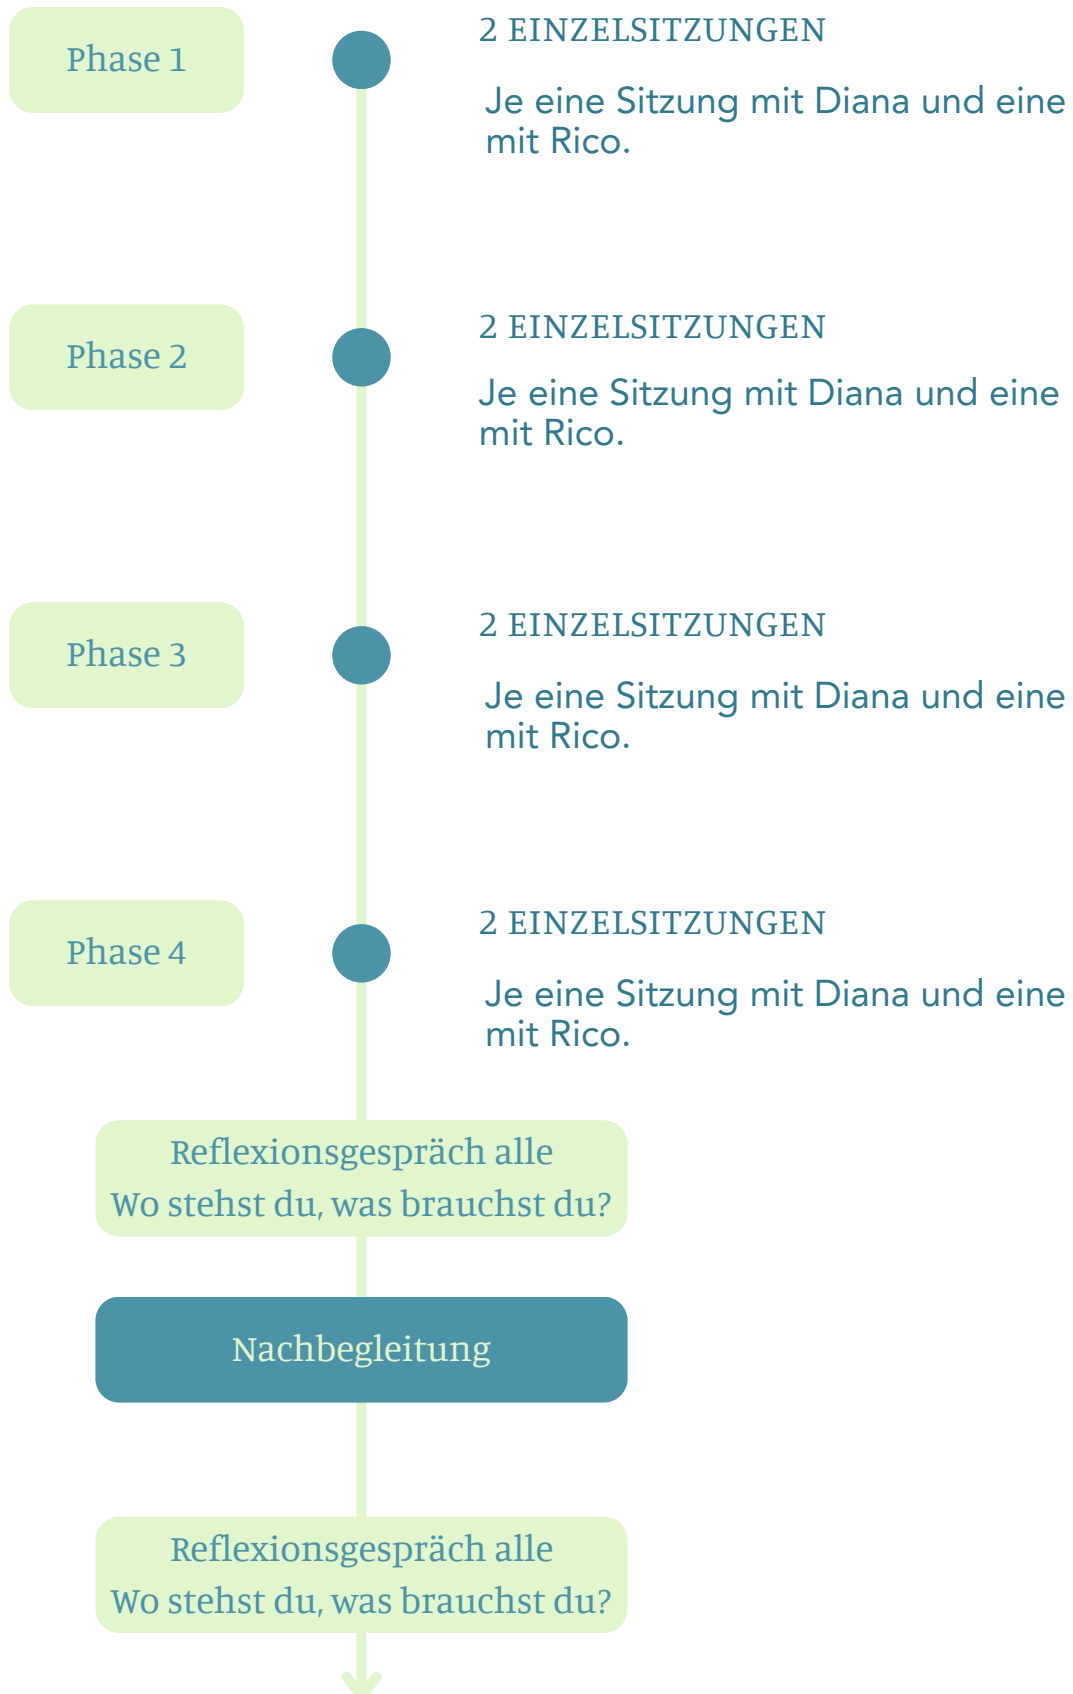 Phase 1
2 EINZELSITZUNGEN
Je eine Sitzung mit Diana und eine
mit Rico.
Phase 2
2 EINZELSITZUNGEN
Je eine Sitzung mit Diana und eine
mit Rico.
Phase 3
2 EINZELSITZUNGEN
Je eine Sitzung mit Diana und eine
mit Rico.
Phase 4
2 EINZELSITZUNGEN
Je eine Sitzung mit Diana und eine
mit Rico.
Reflexionsgespräch alle
Wo stehst du, was brauchst du?
Nachbegleitung
Reflexionsgespräch alle
Wo stehst du, was brauchst du?